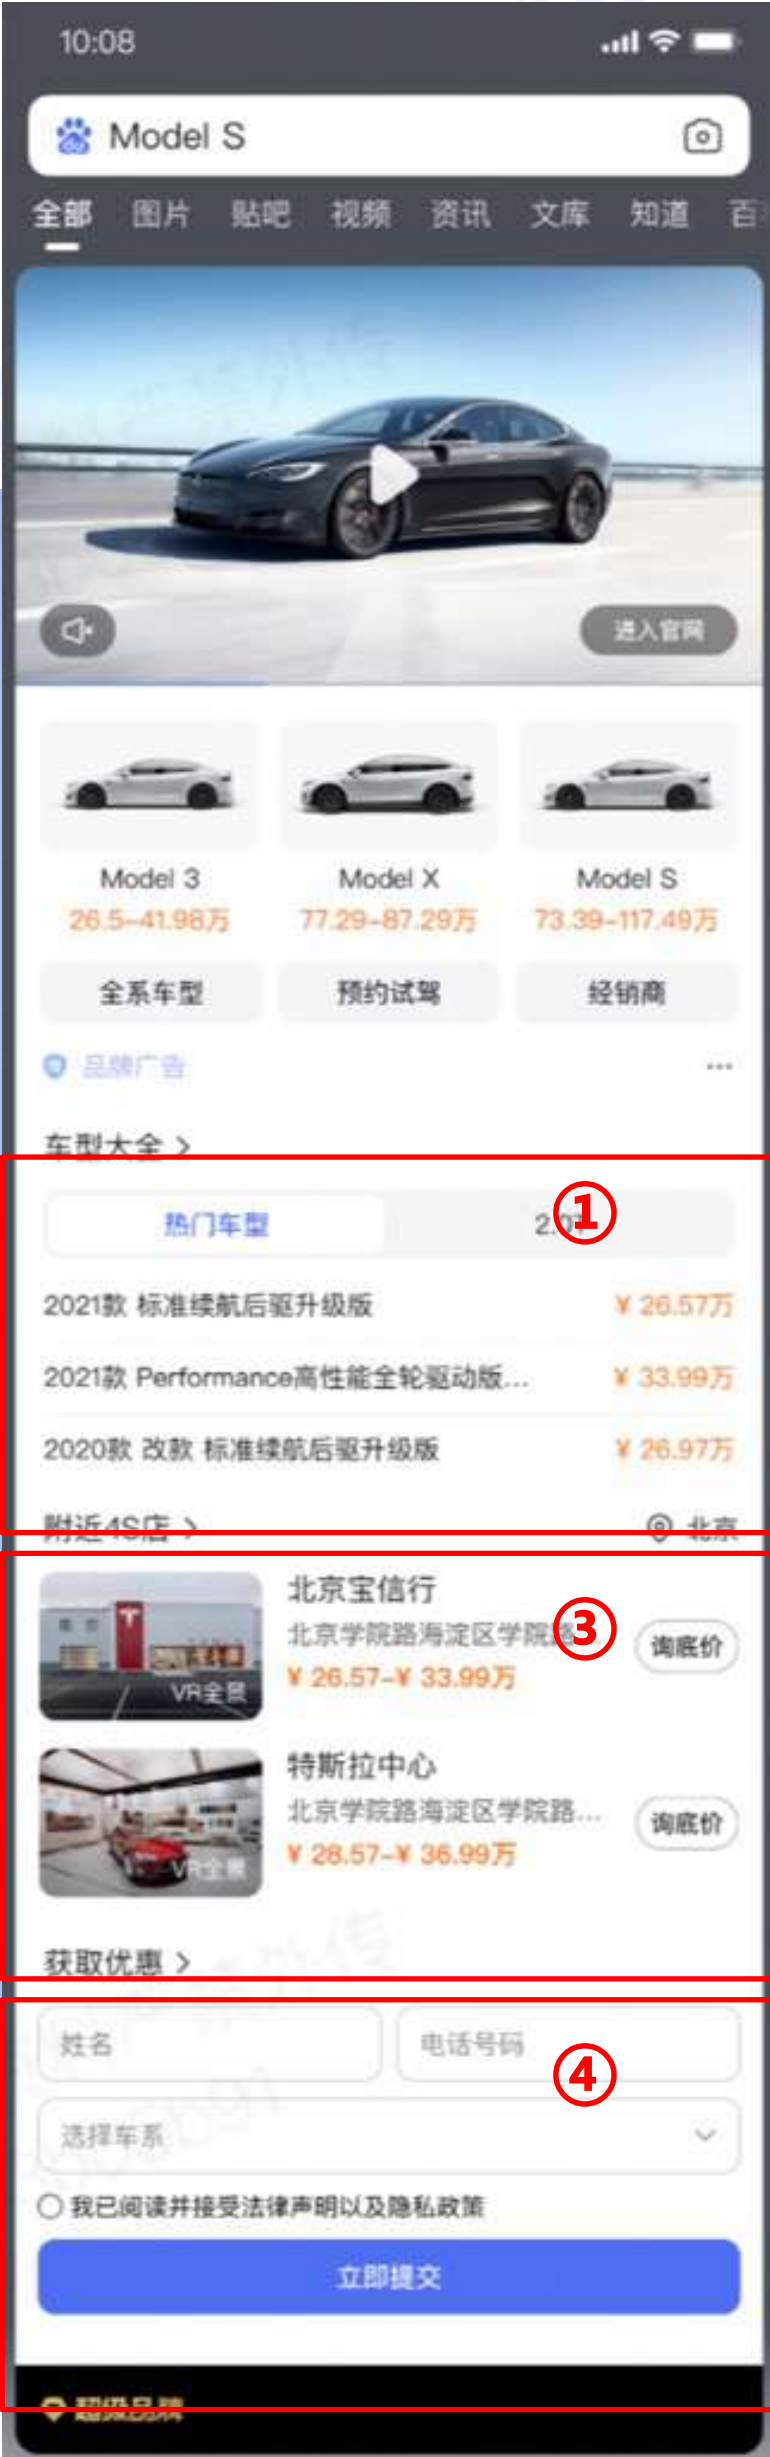 10:08
Model S
全部 图片 贴吧 视频 资讯 文库 知道 百
进入官网
Model 3 Model X Model S
26.5-41.98万 77.29-87.29万 73.39-117.49万
全系车型 预约试驾 经销商
品牌广告
车型大全 >
热门车型
①
2021款 标准续航后驱升级版 ¥ 26.57万
2021款 Performance高性能全轮驱动版... ¥ 33.99万
2020款 改款 标准续航后驱升级版 ¥ 26.97万
附近4S店 > 北京
北京宝信行
北京学院路海淀区学院路... 询底价
③
¥ 26.57-¥ 33.99万
VR全景
特斯拉中心
北京学院路海淀区学院路... 询底价
¥ 28.57-¥ 36.99万
VR全景
获取优惠 >
姓名 电话号码
④
选择车系
我已阅读并接受法律声明以及隐私政策
立即提交
超级品牌